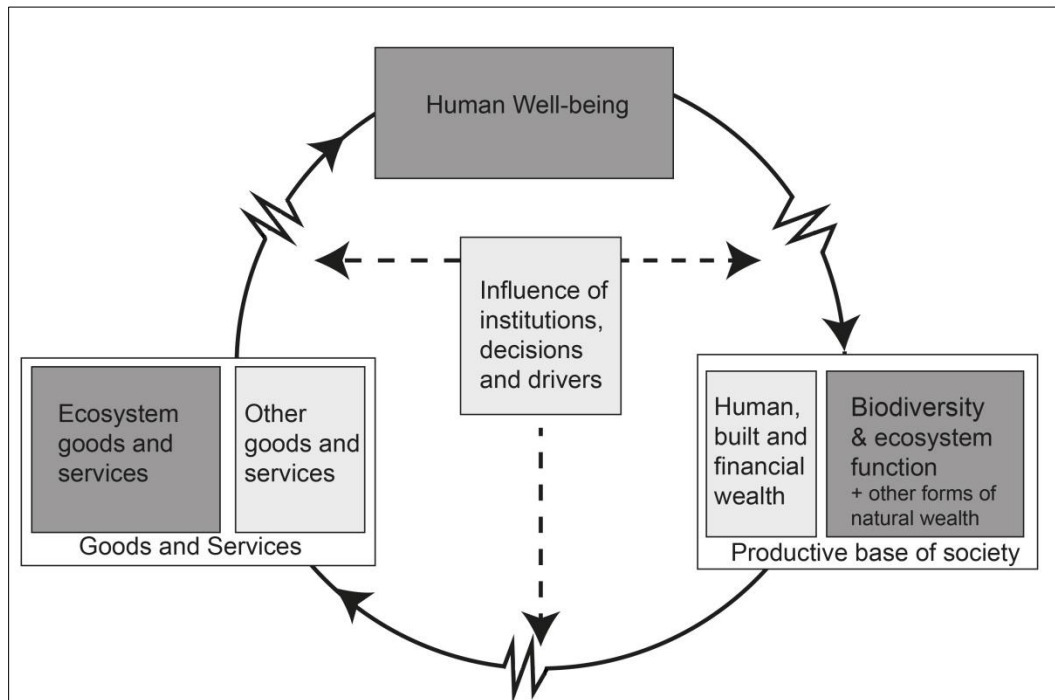 Human Well-being
Influence of
institutions,
decisions
and drivers
Ecosystem
goods and
services
Other
goods and
services
Goods and Services
Human,
built and
financial
wealth
Biodiversity
& ecosystem
function
+ other forms of
natural wealth
Productive base of society